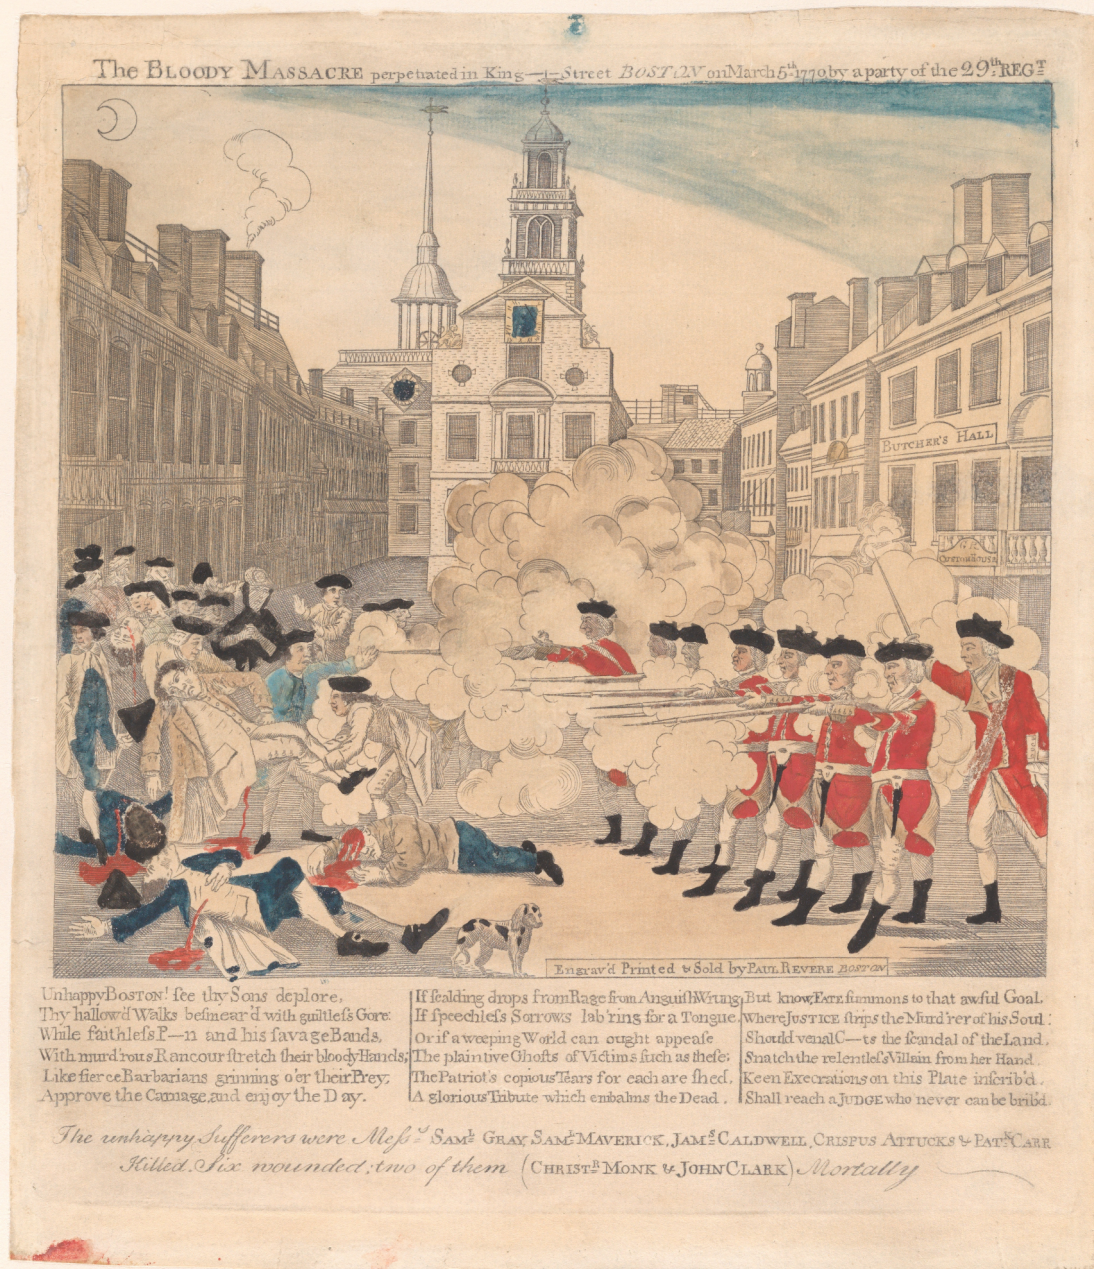 The BLOODY MASSACRE perpetrated in King—Street BOSTON on March 5th 1770 by a party of the 29th REGT
BUTCHER'S HALL
CUSTOM HOUSE
Engrav'd Printed & Sold by PAUL REVERE BOSTON
Unhappy BOSTON! ſee thy Sons deplore,
Thy hallow'd Walks beſmear'd with guiltleſs Gore:
While faithleſs P—n and his ſavage Bands,
With murd'rous Rancour ſtretch their bloody Hands;
Like fierce Barbarians grinning o'er their Prey,
Approve the Carnage, and enjoy the Day.
If ſcalding drops from Rage from Anguiſh Wrung
If ſpeechleſs Sorrows lab'ring for a Tongue,
Or if a weeping World can ought appeaſe
The plaintive Ghoſts of Victims ſuch as theſe;
The Patriot's copious Tears for each are ſhed,
A glorious Tribute which embalms the Dead.
But know, FATE ſummons to that awful Goal,
Where JUSTICE ſtrips the Murd'rer of his Soul:
Should venal C—ts the ſcandal of the Land,
Snatch the relentleſs Villain from her Hand,
Keen Execrations on this Plate inſcrib'd,
Shall reach a JUDGE who never can be brib'd.
The unhappy Sufferers were Meſſrs SAML GRAY, SAML MAVERICK, JAMS CALDWELL, CRISPUS ATTUCKS & PATK CARR
Killed. Six wounded; two of them (CHRISTR MONK & JOHN CLARK) Mortally